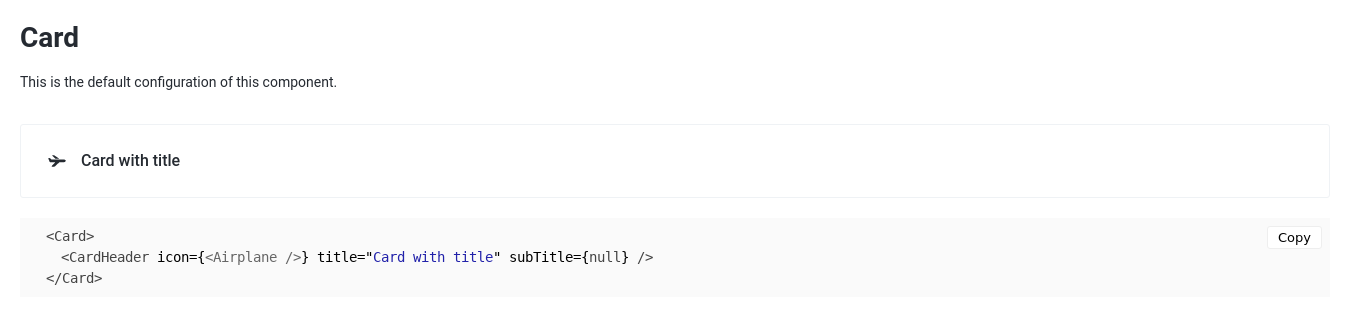 Card
This is the default configuration of this component.
Card with title
<Card>
  <CardHeader icon={<Airplane />} title="Card with title" subTitle={null} />
</Card>
Copy